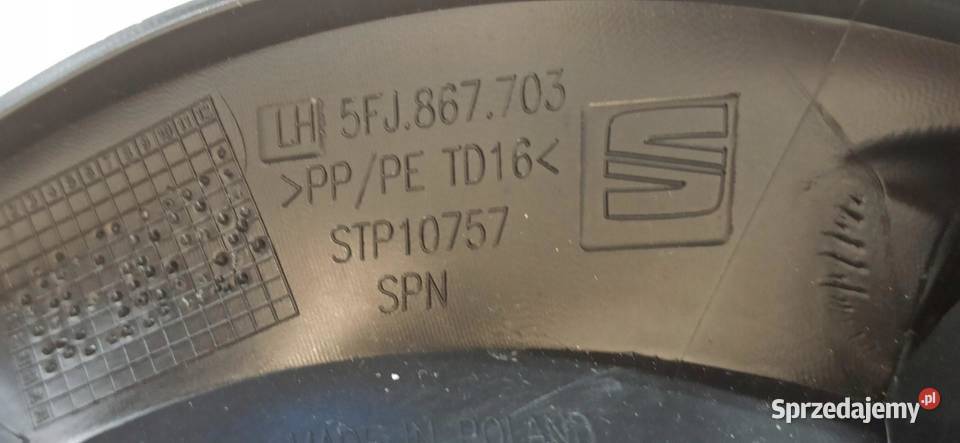 LH 5FJ.867.703
>PP/PE TD16<
STP10757
SPN
MADE IN POLAND
Sprzedajemy.pl